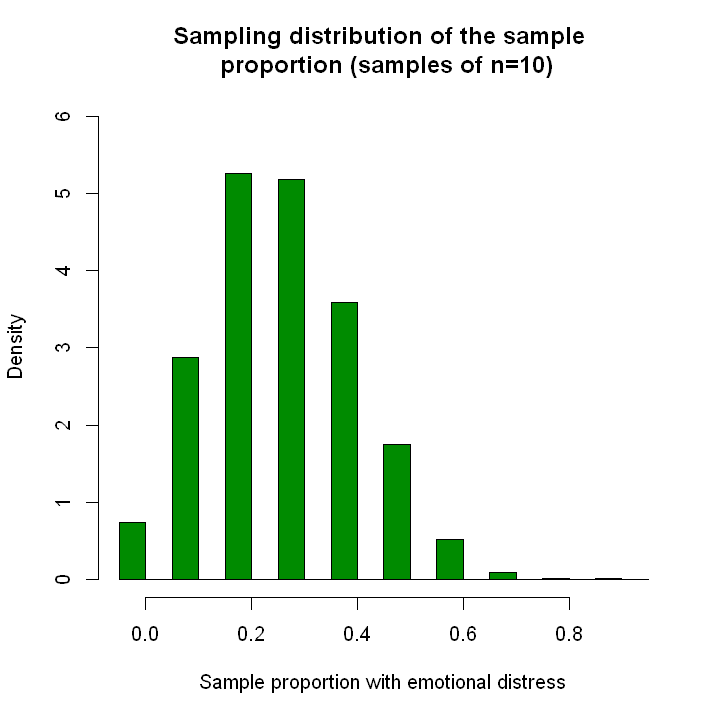 Sampling distribution of the sample
proportion (samples of n=10)
6
5
4
3
2
1
0
Density
0.0 0.2 0.4 0.6 0.8
Sample proportion with emotional distress